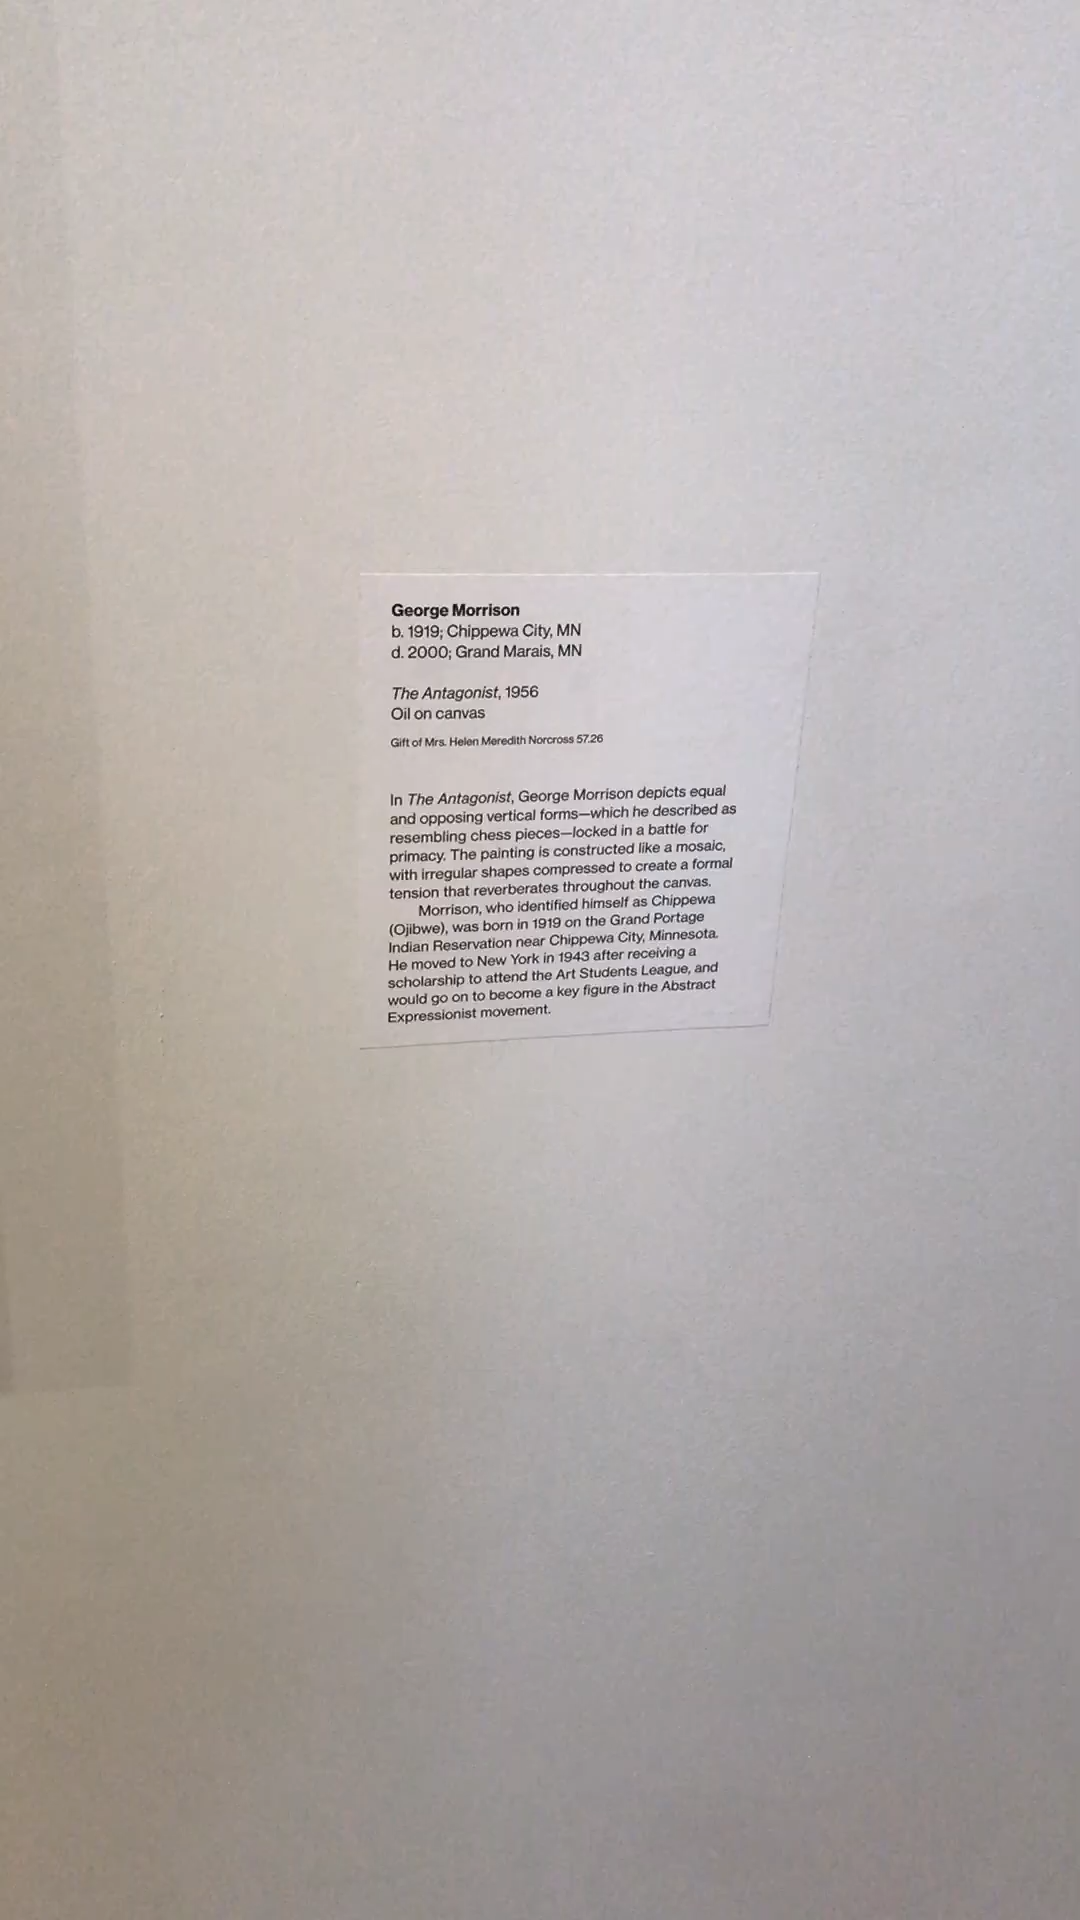 George Morrison
b. 1919; Chippewa City, MN
d. 2000; Grand Marais, MN
The Antagonist, 1956
Oil on canvas
Gift of Mrs. Helen Meredith Norcross 57.26
In The Antagonist, George Morrison depicts equal
and opposing vertical forms—which he described as
resembling chess pieces—locked in a battle for
primacy. The painting is constructed like a mosaic,
with irregular shapes compressed to create a formal
tension that reverberates throughout the canvas.
Morrison, who identified himself as Chippewa
(Ojibwe), was born in 1919 on the Grand Portage
Indian Reservation near Chippewa City, Minnesota.
He moved to New York in 1943 after receiving a
scholarship to attend the Art Students League, and
would go on to become a key figure in the Abstract
Expressionist movement.